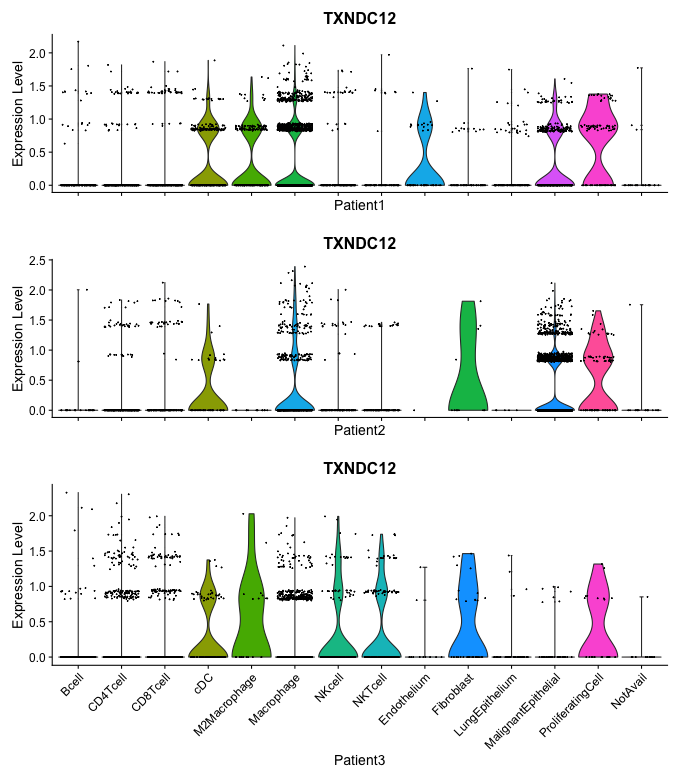 TXNDC12
Expression Level
2.0
1.5
1.0
0.5
0.0
Patient1
TXNDC12
Expression Level
2.5
2.0
1.5
1.0
0.5
0.0
Patient2
TXNDC12
Expression Level
2.0
1.5
1.0
0.5
0.0
Bcell
CD4Tcell
CD8Tcell
cDC
M2Macrophage
Macrophage
NKcell
NKTcell
Endothelium
Fibroblast
LungEpithelium
MalignantEpithelial
ProliferatingCell
NotAvail
Patient3